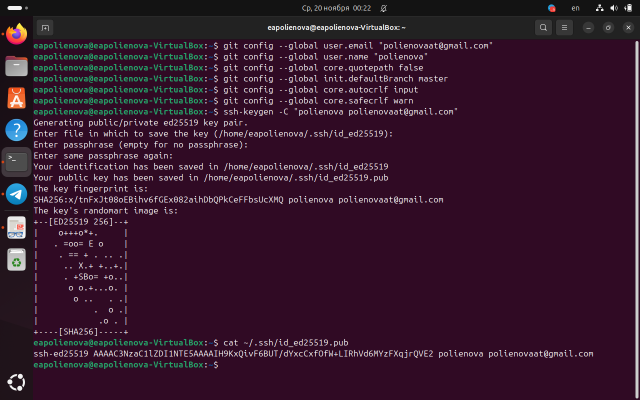 Ср, 20 ноября 00:22
en
eapolienova@eapolienova-VirtualBox: ~
eapolienova@eapolienova-VirtualBox:~$ git config --global user.email "polienovaat@gmail.com"
eapolienova@eapolienova-VirtualBox:~$ git config --global user.name "polienova"
eapolienova@eapolienova-VirtualBox:~$ git config --global core.quotepath false
eapolienova@eapolienova-VirtualBox:~$ git config --global init.defaultBranch master
eapolienova@eapolienova-VirtualBox:~$ git config --global core.autocrlf input
eapolienova@eapolienova-VirtualBox:~$ git config --global core.safecrlf warn
eapolienova@eapolienova-VirtualBox:~$ ssh-keygen -C "polienova polienovaat@gmail.com"
Generating public/private ed25519 key pair.
Enter file in which to save the key (/home/eapolienova/.ssh/id_ed25519):
Enter passphrase (empty for no passphrase):
Enter same passphrase again:
Your identification has been saved in /home/eapolienova/.ssh/id_ed25519
Your public key has been saved in /home/eapolienova/.ssh/id_ed25519.pub
The key fingerprint is:
SHA256:x/tnFxJt08oEBihv6fGEx082aihDbQPkCeFFbsUcXMQ polienova polienovaat@gmail.com
The key's randomart image is:
+--[ED25519 256]--+
|    o+++o*+.     |
|   . =oo= E o    |
|    . == + . .. .|
|     .. X.+ +..+.|
|     . +SBo= +o..|
|      o o.+...o. |
|       o ..   . .|
|           .  o .|
|            .o . |
+----[SHA256]-----+
eapolienova@eapolienova-VirtualBox:~$ cat ~/.ssh/id_ed25519.pub
ssh-ed25519 AAAAC3NzaC1lZDI1NTE5AAAAIH9KxQivF6BUT/dYxcCxfOfW+LIRhVd6MYzFXqjrQVE2 polienova polienovaat@gmail.com
eapolienova@eapolienova-VirtualBox:~$